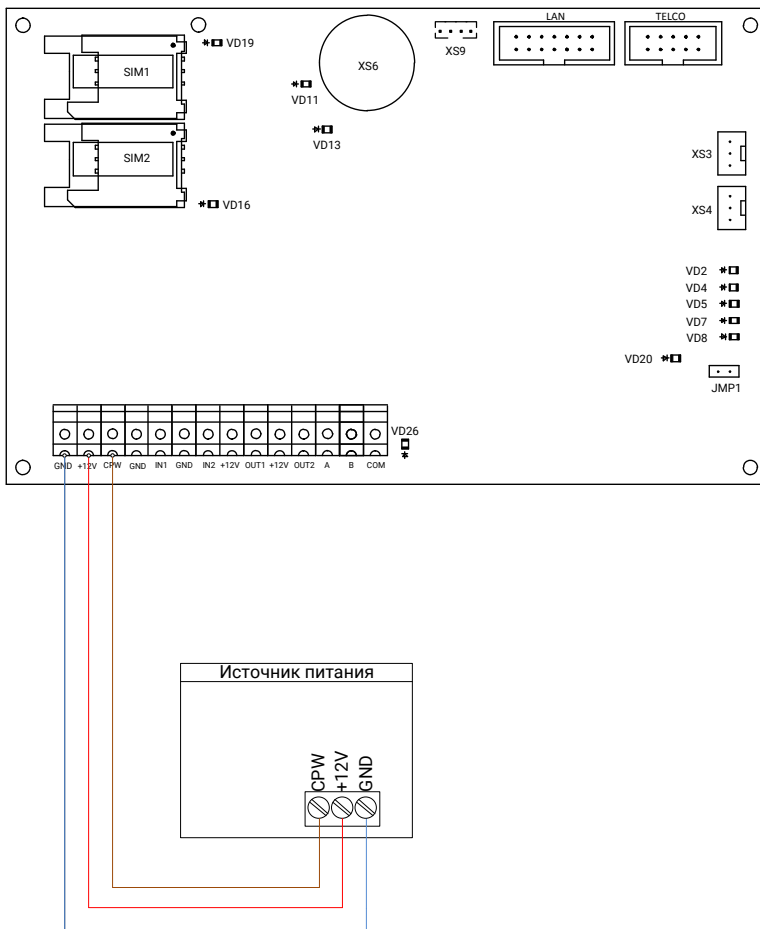 LAN TELCO
XS9
VD19
SIM1
XS6
VD11
VD13
SIM2
XS3
VD16
XS4
VD2
VD4
VD5
VD7
VD8
VD20
JMP1
VD26
GND +12V CPW GND IN1 GND IN2 +12V OUT1 +12V OUT2 A B COM
Источник питания
CPW
+12V
GND